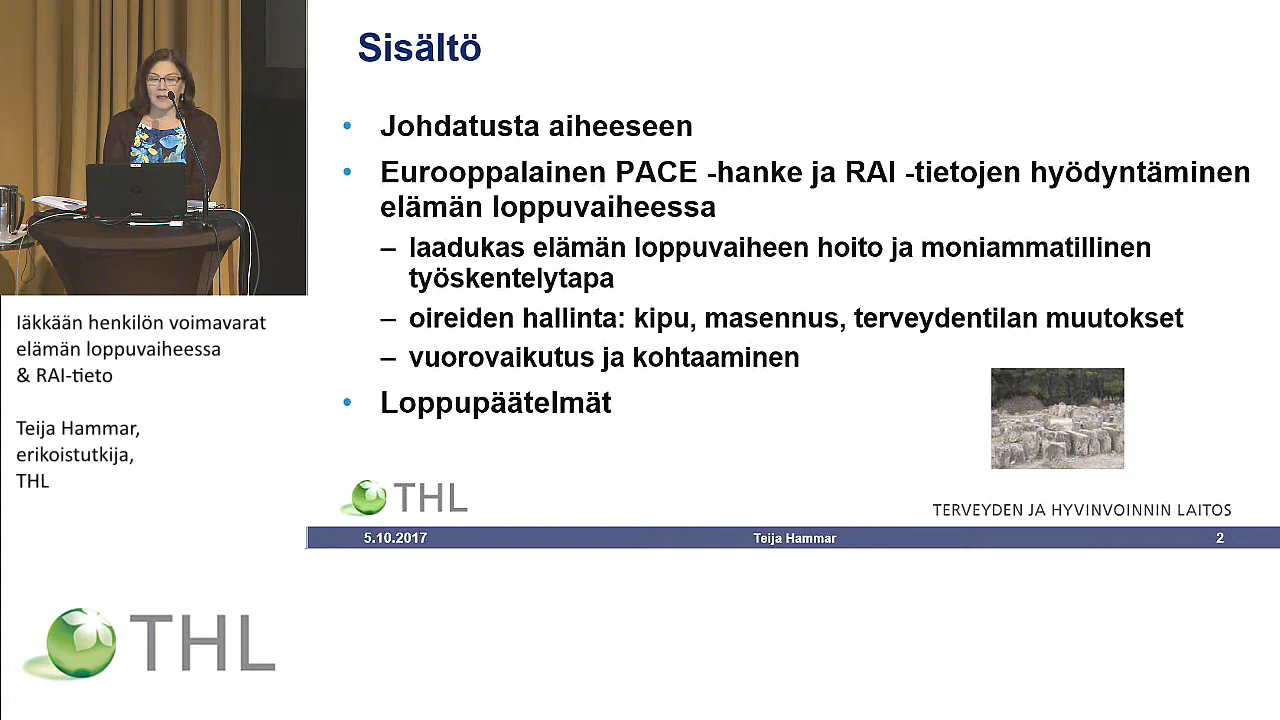 Sisältö
• Johdatusta aiheeseen
• Eurooppalainen PACE -hanke ja RAI -tietojen hyödyntäminen
elämän loppuvaiheessa
– laadukas elämän loppuvaiheen hoito ja moniammatillinen
työskentelytapa
– oireiden hallinta: kipu, masennus, terveydentilan muutokset
– vuorovaikutus ja kohtaaminen
• Loppupäätelmät
THL
TERVEYDEN JA HYVINVOINNIN LAITOS
5.10.2017 Teija Hammar 2
Iäkkään henkilön voimavarat
elämän loppuvaiheessa
& RAI-tieto
Teija Hammar,
erikoistutkija,
THL
THL